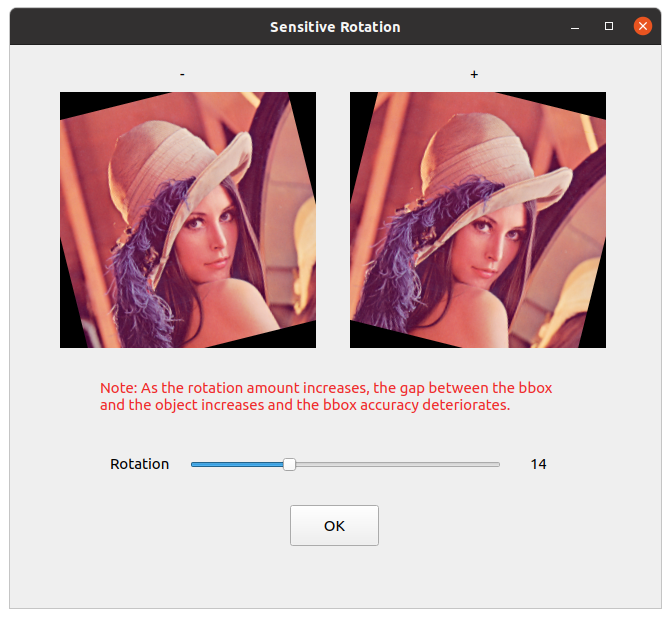 Sensitive Rotation
- +
Note: As the rotation amount increases, the gap between the bbox
and the object increases and the bbox accuracy deteriorates.
Rotation 14
OK